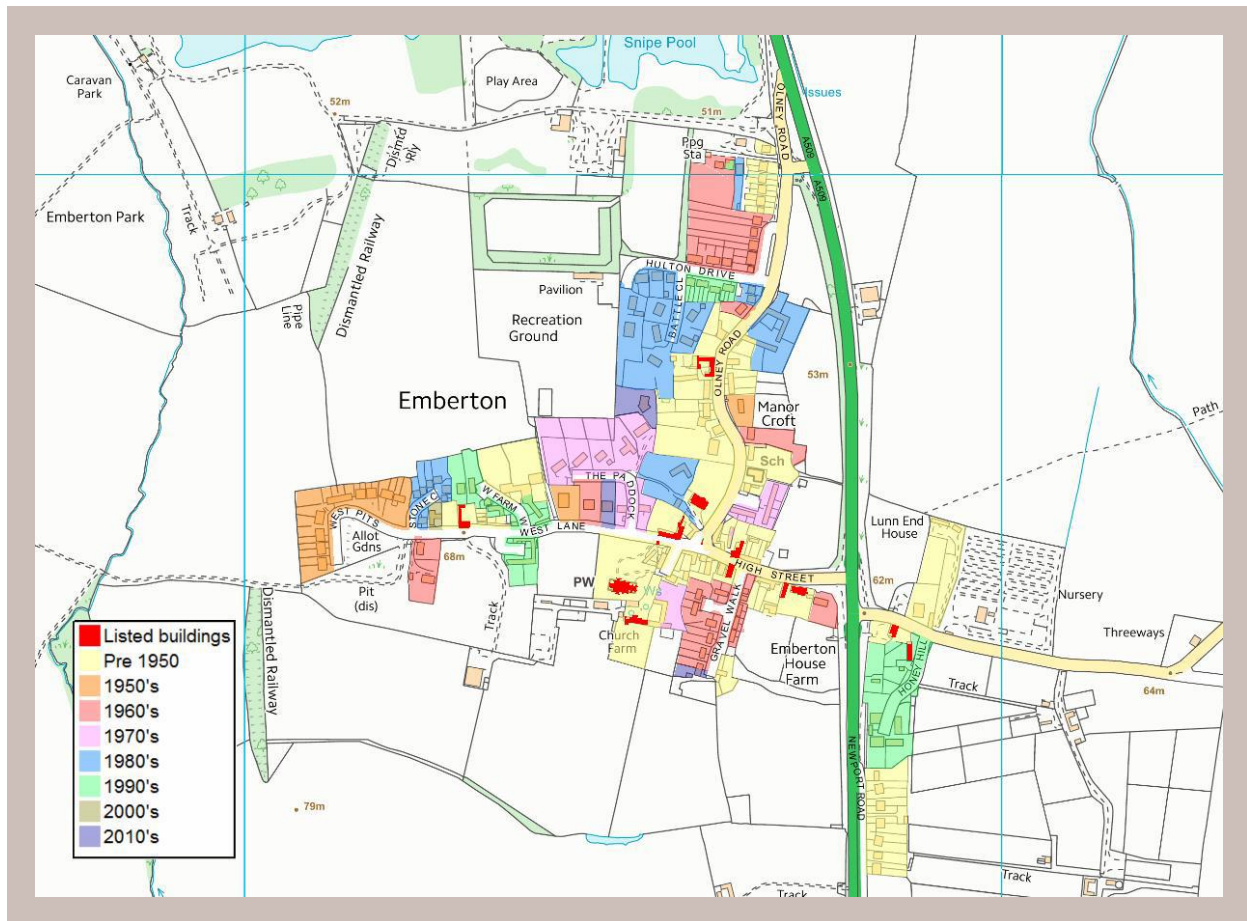 Snipe Pool
Caravan
Park
Play Area
52m
51m
Issues
OLNEY ROAD
A509
A509
Ppg
Sta
Dismtd
Rly
Emberton Park
Track
Dismantled Railway
HULTON DRIVE
Pavilion
BATTLE CL
Pipe
Line
Recreation
Ground
OLNEY ROAD
53m
Emberton
Manor
Croft
Path
Sch
THE PADDOCK
STONE C
W FARM W
WEST LANE
WEST PITS
Allot
Gdns
68m
Lunn End
House
HIGH STREET
62m
PW
Pit
(dis)
Track
Nursery
Dismantled Railway
GRAVEL WALK
Church
Farm
Threeways
Emberton
House
Farm
HONEY HILL
Track
64m
NEWPORT ROAD
79m
Track
Track
Listed buildings
Pre 1950
1950's
1960's
1970's
1980's
1990's
2000's
2010's